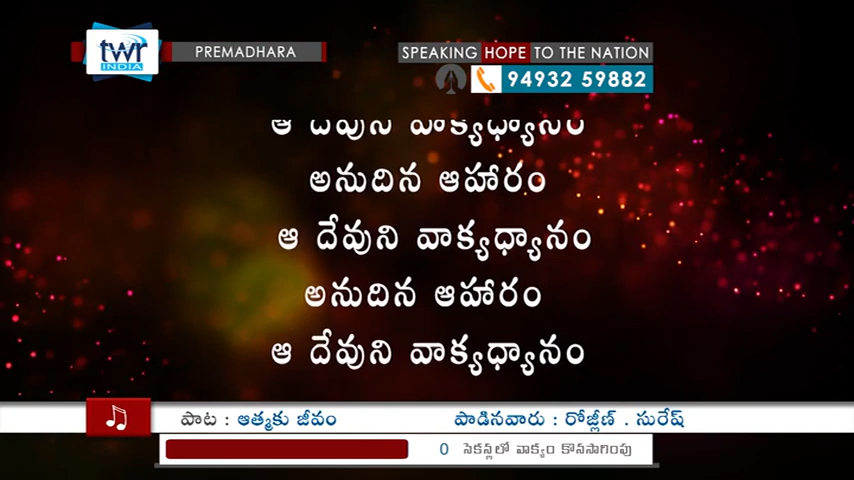 twr
INDIA
PREMADHARA
SPEAKING HOPE TO THE NATION
94932 59882
ఆ దేవుని వాక్యధ్యానం
అనుదిన ఆహారం
ఆ దేవుని వాక్యధ్యానం
అనుదిన ఆహారం
ఆ దేవుని వాక్యధ్యానం
పాట : ఆత్మకు జీవం
పాడినవారు : రోజ్లీణ్ . సురేష్
0 సెకన్లలో వాక్యం కొనసాగింపు